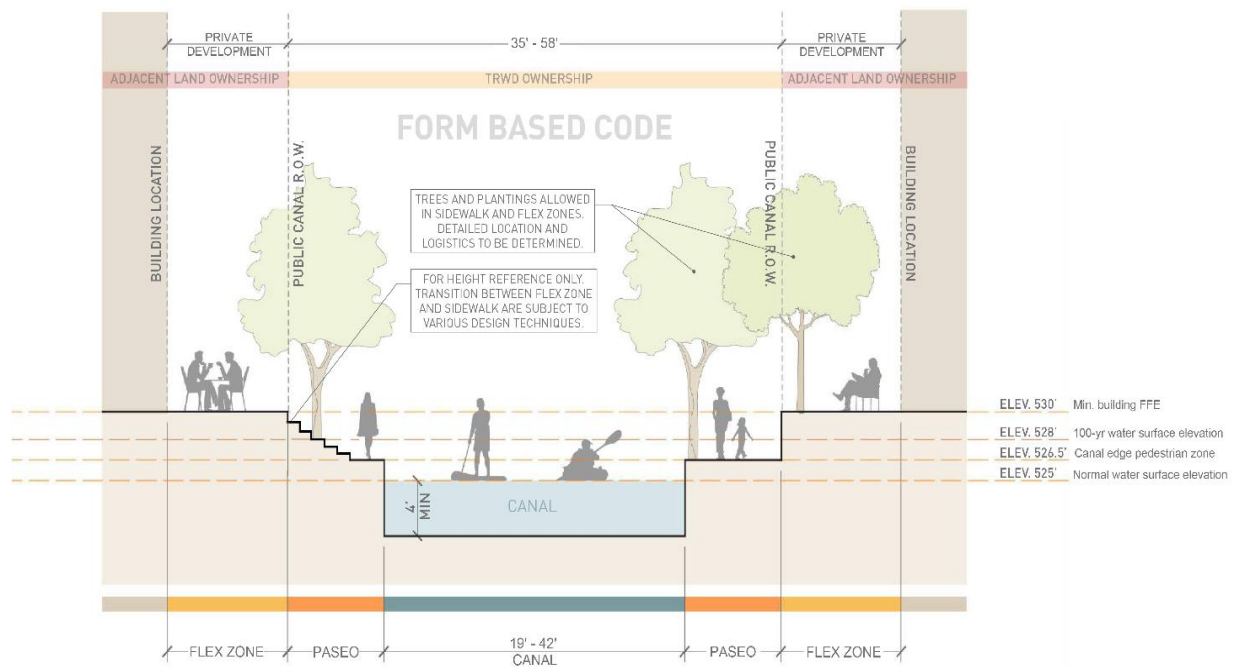 PRIVATE
DEVELOPMENT
35' - 58'
PRIVATE
DEVELOPMENT
ADJACENT LAND OWNERSHIP
TRWD OWNERSHIP
ADJACENT LAND OWNERSHIP
FORM BASED CODE
BUILDING LOCATION
PUBLIC CANAL R.O.W.
TREES AND PLANTINGS ALLOWED
IN SIDEWALK AND FLEX ZONES.
DETAILED LOCATION AND
LOGISTICS TO BE DETERMINED.
FOR HEIGHT REFERENCE ONLY.
TRANSITION BETWEEN FLEX ZONE
AND SIDEWALK ARE SUBJECT TO
VARIOUS DESIGN TECHNIQUES.
PUBLIC CANAL R.O.W.
BUILDING LOCATION
ELEV. 530' Min. building FFE
ELEV. 528' 100-yr water surface elevation
ELEV. 526.5' Canal edge pedestrian zone
ELEV. 525' Normal water surface elevation
4'
MIN
CANAL
FLEX ZONE
PASEO
19' - 42'
CANAL
PASEO
FLEX ZONE